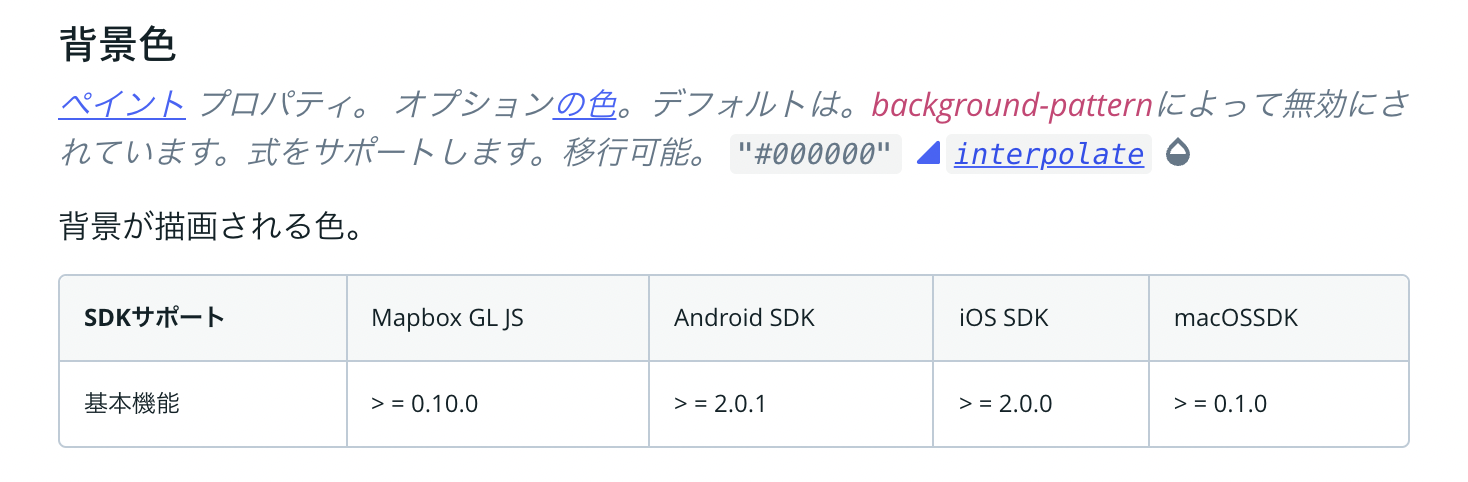 背景色
ペイント プロパティ。 オプションの色。デフォルトは。background-patternによって無効にさ
れています。式をサポートします。移行可能。 "#000000" interpolate
背景が描画される色。
SDKサポート Mapbox GL JS Android SDK iOS SDK macOSSDK
基本機能 > = 0.10.0 > = 2.0.1 > = 2.0.0 > = 0.1.0